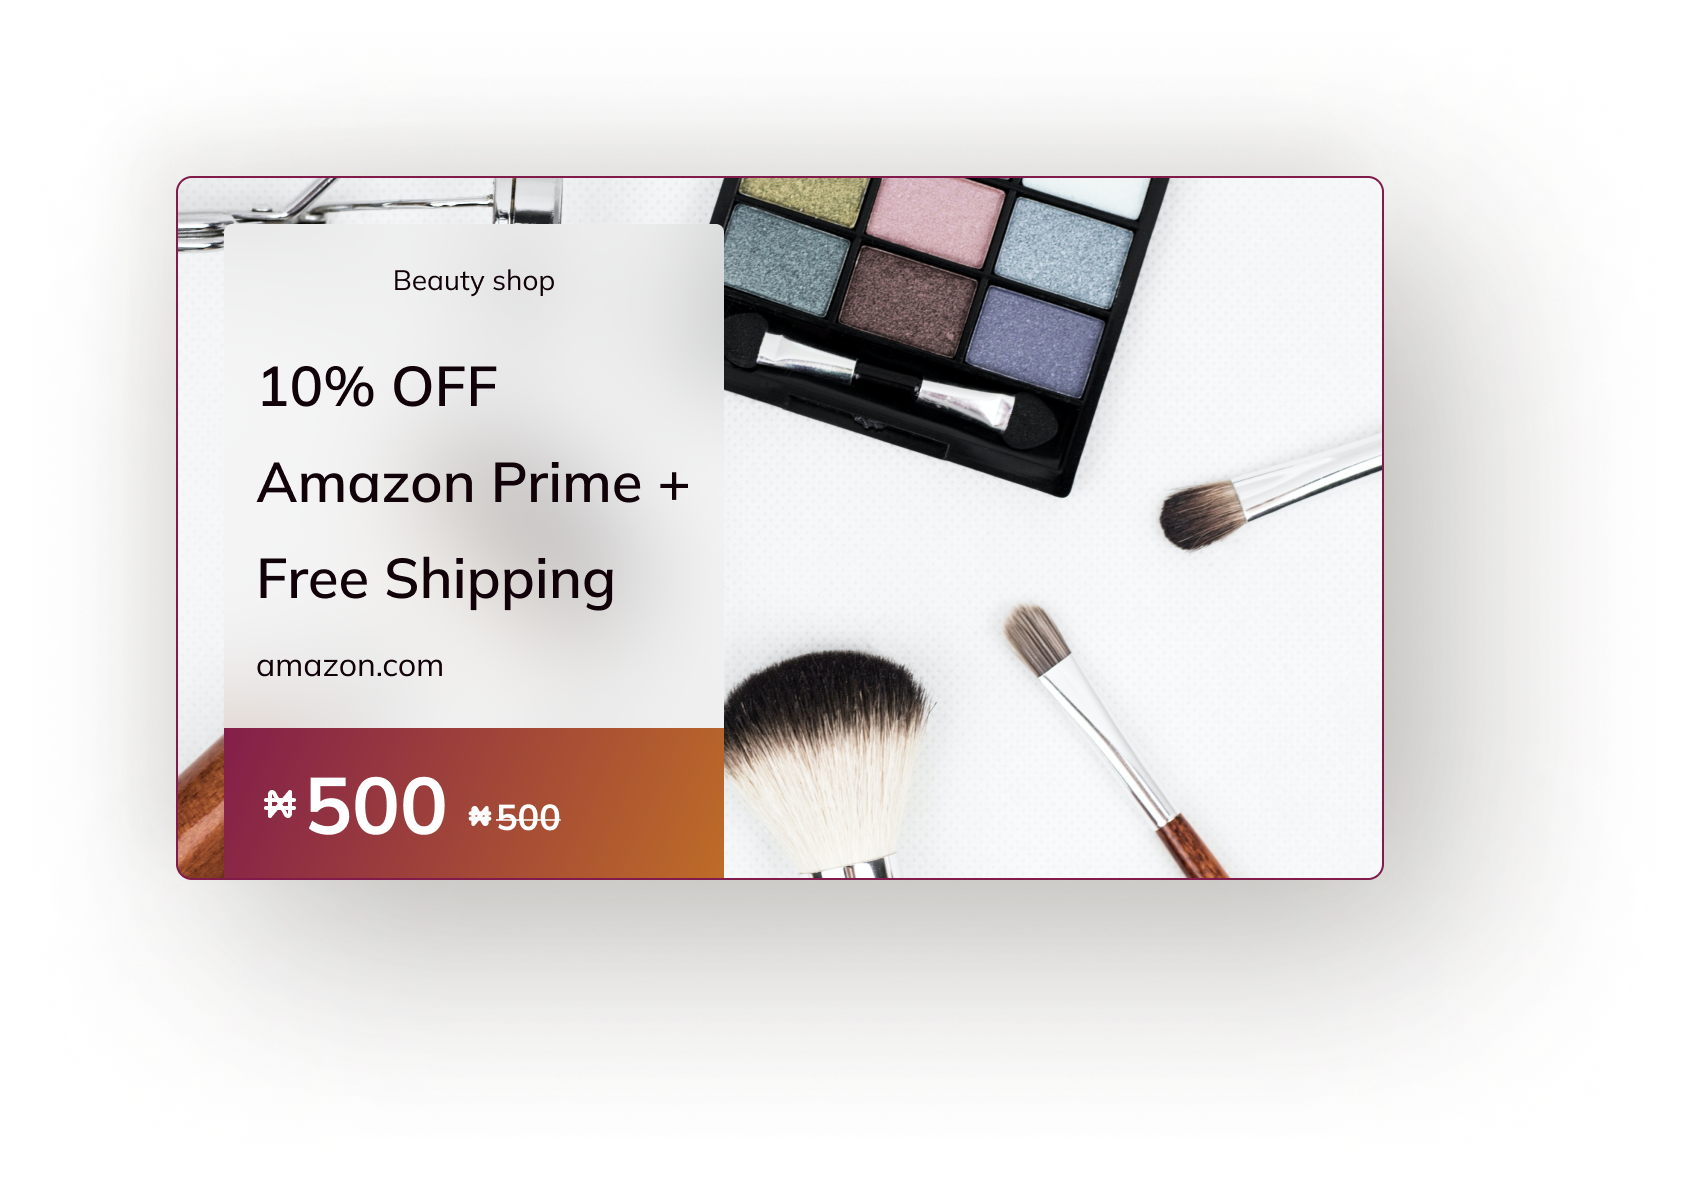 Beauty shop
10% OFF
Amazon Prime +
Free Shipping
amazon.com
₦500 ₦500